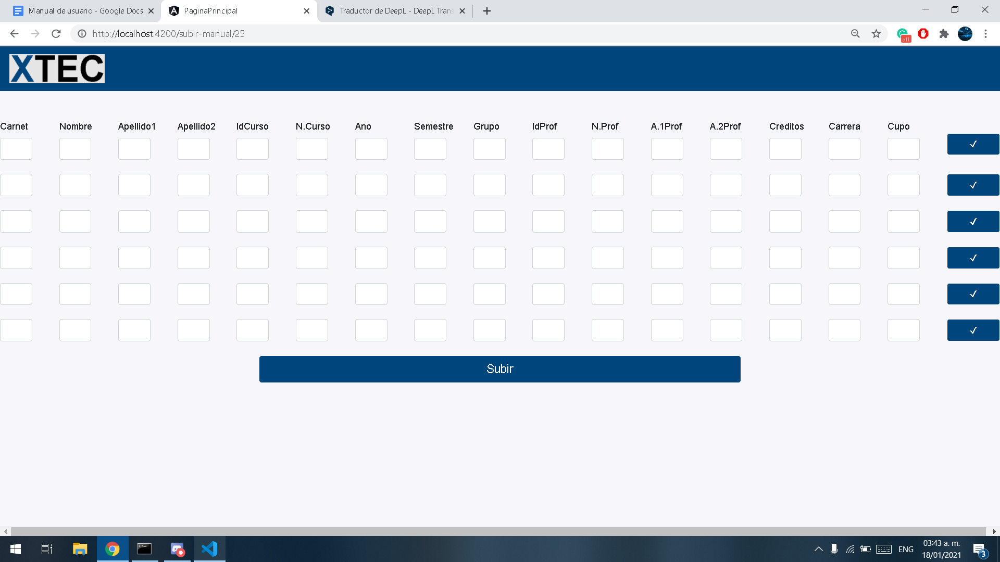 Manual de usuario - Google Docs
PaginaPrincipal
Traductor de DeepL - DeepL Trans
http://localhost:4200/subir-manual/25
off
XTEC
Carnet Nombre Apellido1 Apellido2 IdCurso N.Curso Ano Semestre Grupo IdProf N.Prof A.1Prof A.2Prof Creditos Carrera Cupo
✓
✓
✓
✓
✓
✓
Subir
ENG
03:43 a. m.
18/01/2021
3